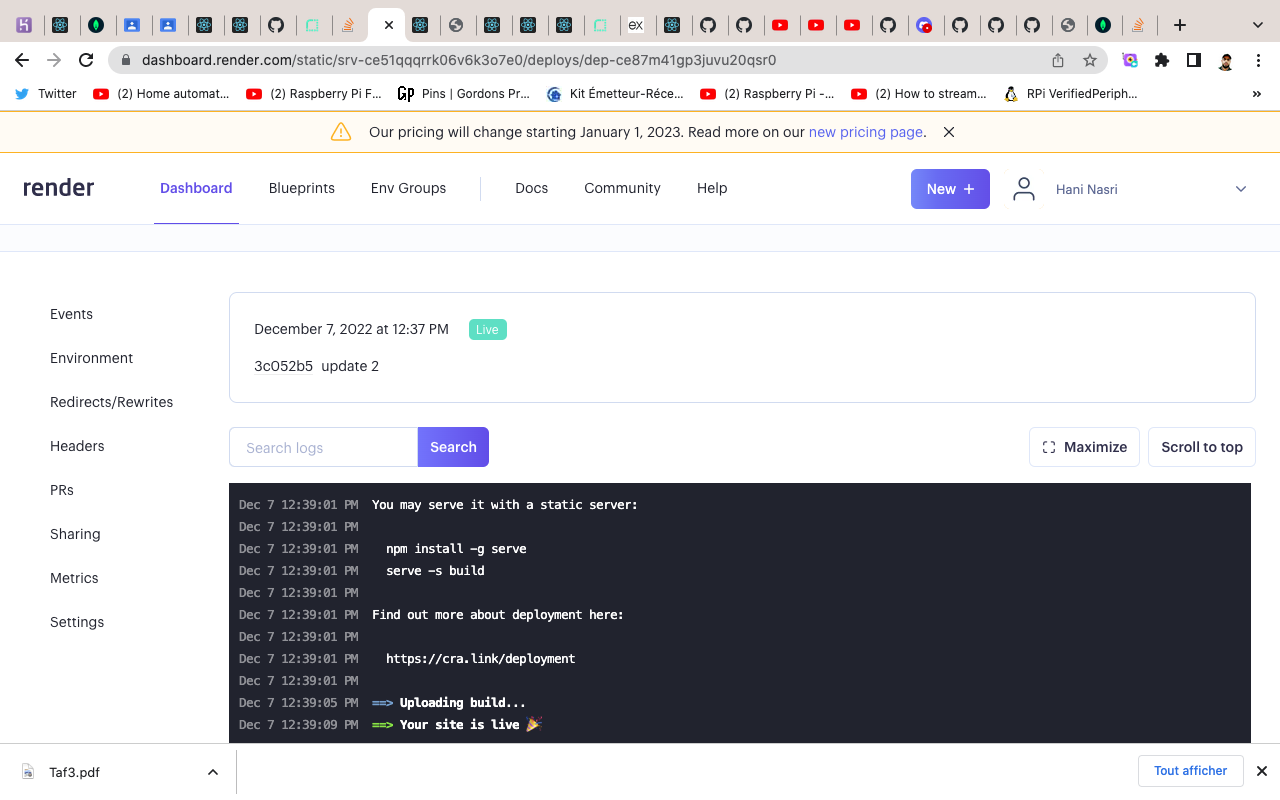 ex
dashboard.render.com/static/srv-ce51qqqrrk06v6k3o7e0/deploys/dep-ce87m41gp3juvu20qsr0
Twitter (2) Home automat... (2) Raspberry Pi F... Gp Pins | Gordons Pr... Kit Émetteur-Réce... (2) Raspberry Pi -... (2) How to stream... RPi VerifiedPeriph... »
Our pricing will change starting January 1, 2023. Read more on our new pricing page.
render Dashboard Blueprints Env Groups Docs Community Help New + Hani Nasri
Events
Environment
Redirects/Rewrites
Headers
PRs
Sharing
Metrics
Settings
December 7, 2022 at 12:37 PM Live
3c052b5 update 2
Search logs Search Maximize Scroll to top
Dec 7 12:39:01 PM You may serve it with a static server:
Dec 7 12:39:01 PM
Dec 7 12:39:01 PM npm install -g serve
Dec 7 12:39:01 PM serve -s build
Dec 7 12:39:01 PM
Dec 7 12:39:01 PM Find out more about deployment here:
Dec 7 12:39:01 PM
Dec 7 12:39:01 PM https://cra.link/deployment
Dec 7 12:39:01 PM
Dec 7 12:39:05 PM ==> Uploading build...
Dec 7 12:39:09 PM ==> Your site is live 🎉
Taf3.pdf Tout afficher